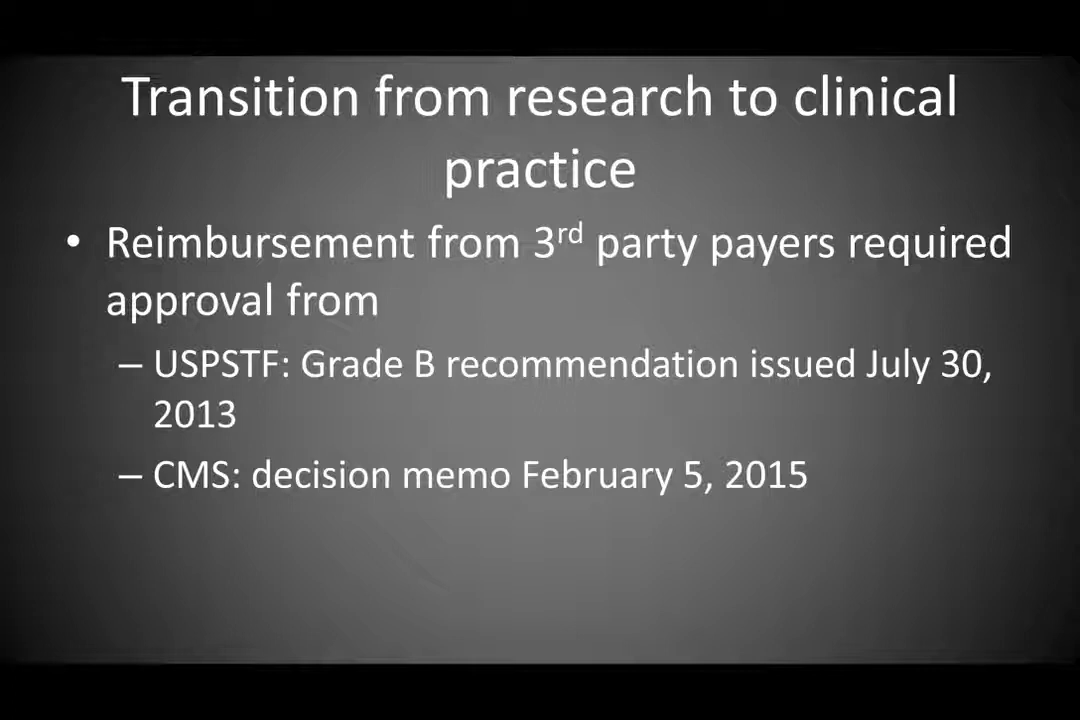 Transition from research to clinical
practice
• Reimbursement from 3rd party payers required
approval from
– USPSTF: Grade B recommendation issued July 30,
2013
– CMS: decision memo February 5, 2015